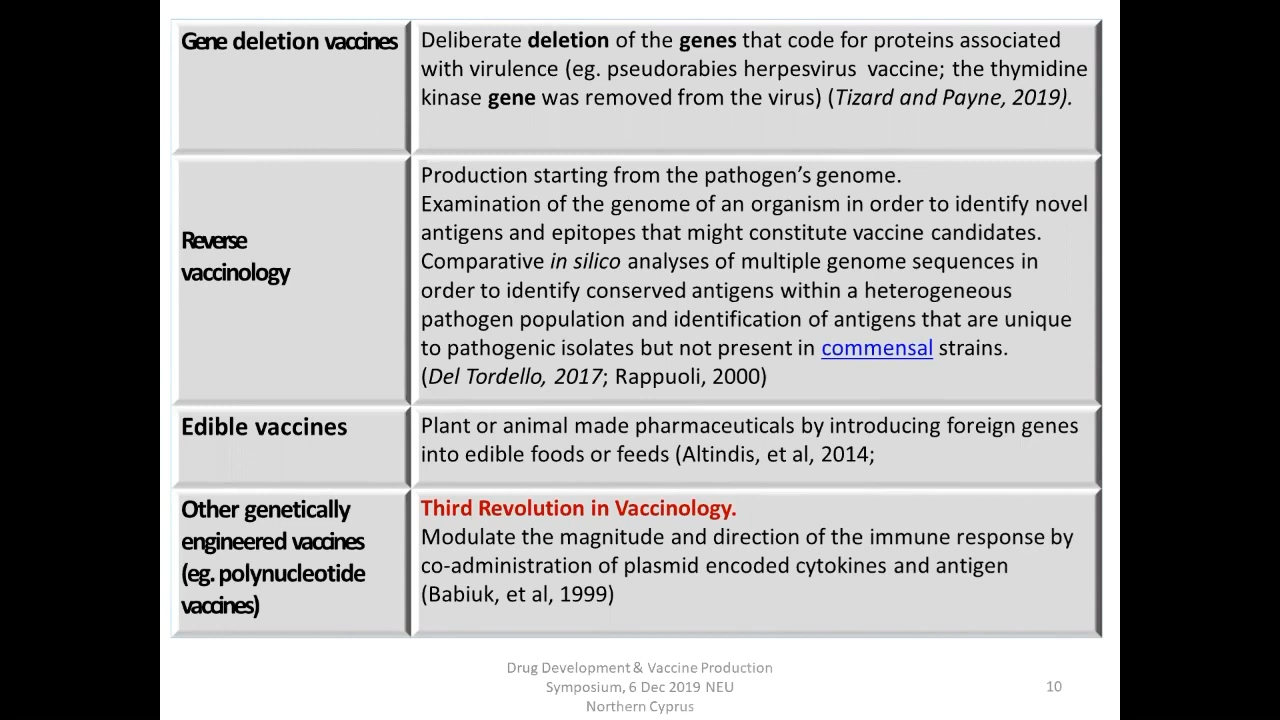 Gene deletion vaccines
Deliberate deletion of the genes that code for proteins associated
with virulence (eg. pseudorabies herpesvirus vaccine; the thymidine
kinase gene was removed from the virus) (Tizard and Payne, 2019).
Reverse
vaccinology
Production starting from the pathogen's genome.
Examination of the genome of an organism in order to identify novel
antigens and epitopes that might constitute vaccine candidates.
Comparative in silico analyses of multiple genome sequences in
order to identify conserved antigens within a heterogeneous
pathogen population and identification of antigens that are unique
to pathogenic isolates but not present in commensal strains.
(Del Tordello, 2017; Rappuoli, 2000)
Edible vaccines
Plant or animal made pharmaceuticals by introducing foreign genes
into edible foods or feeds (Altindis, et al, 2014;
Other genetically
engineered vaccines
(eg. polynucleotide
vaccines)
Third Revolution in Vaccinology.
Modulate the magnitude and direction of the immune response by
co-administration of plasmid encoded cytokines and antigen
(Babiuk, et al, 1999)
Drug Development & Vaccine Production
Symposium, 6 Dec 2019 NEU
Northern Cyprus
10